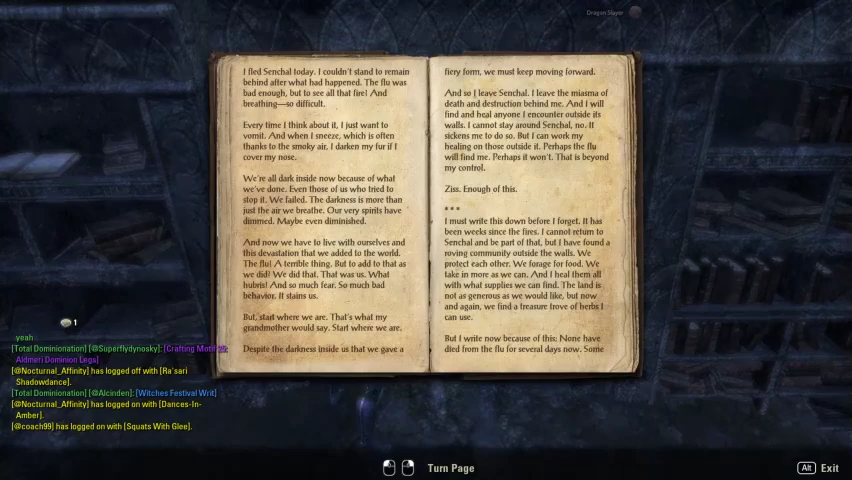 Dragon Slayer
I fled Senchal today. I couldn't stand to remain
behind after what had happened. The flu was
bad enough, but to see all that fire! And
breathing—so difficult.
Every time I think about it, I just want to
vomit. And when I sneeze, which is often
thanks to the smoky air, I darken my fur if I
cover my nose.
We're all dark inside now because of what
we've done. Even those of us who tried to
stop it. We failed. The darkness is more than
just the air we breathe. Our very spirits have
dimmed. Maybe even diminished.
And now we have to live with ourselves and
this devastation that we added to the world.
The flu! A terrible thing. But to add to that as
we did? We did that. That was us. What
hubris! And so much fear. So much bad
behavior. It stains us.
But, start where we are. That's what my
grandmother would say. Start where we are.
Despite the darkness inside us that we gave a
fiery form, we must keep moving forward.
And so I leave Senchal. I leave the miasma of
death and destruction behind me. And I will
find and heal anyone I encounter outside its
walls. I cannot stay around Senchal, no. It
sickens me to do so. But I can work my
healing on those outside it. Perhaps the flu
will find me. Perhaps it won't. That is beyond
my control.
Ziss. Enough of this.
* * *
I must write this down before I forget. It has
been weeks since the fires. I cannot return to
Senchal and be part of that, but I have found a
roving community outside the walls. We
protect each other. We forage for food. We
take in more as we can. And I heal them all
with what supplies we can find. The land is
not as generous as we would like, but now
and again, we find a treasure trove of herbs I
can use.
But I write now because of this: None have
died from the flu for several days now. Some
1
yeah
[Total Dominationion] [@Superflydynosky]: [Crafting Motif
Aldmeri Dominion Legs]
[@Nocturnal_Affinity] has logged off with [Ra'sari
Shadowdance].
[Total Dominationion] [@Alcinden]: [Witches Festival Writ]
[@Nocturnal_Affinity] has logged on with [Dances-In-
Amber].
[@coach99] has logged on with [Squats With Glee].
Turn Page
Alt Exit